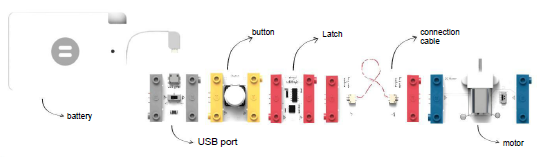 button
Latch
connection
cable
battery
USB port
motor